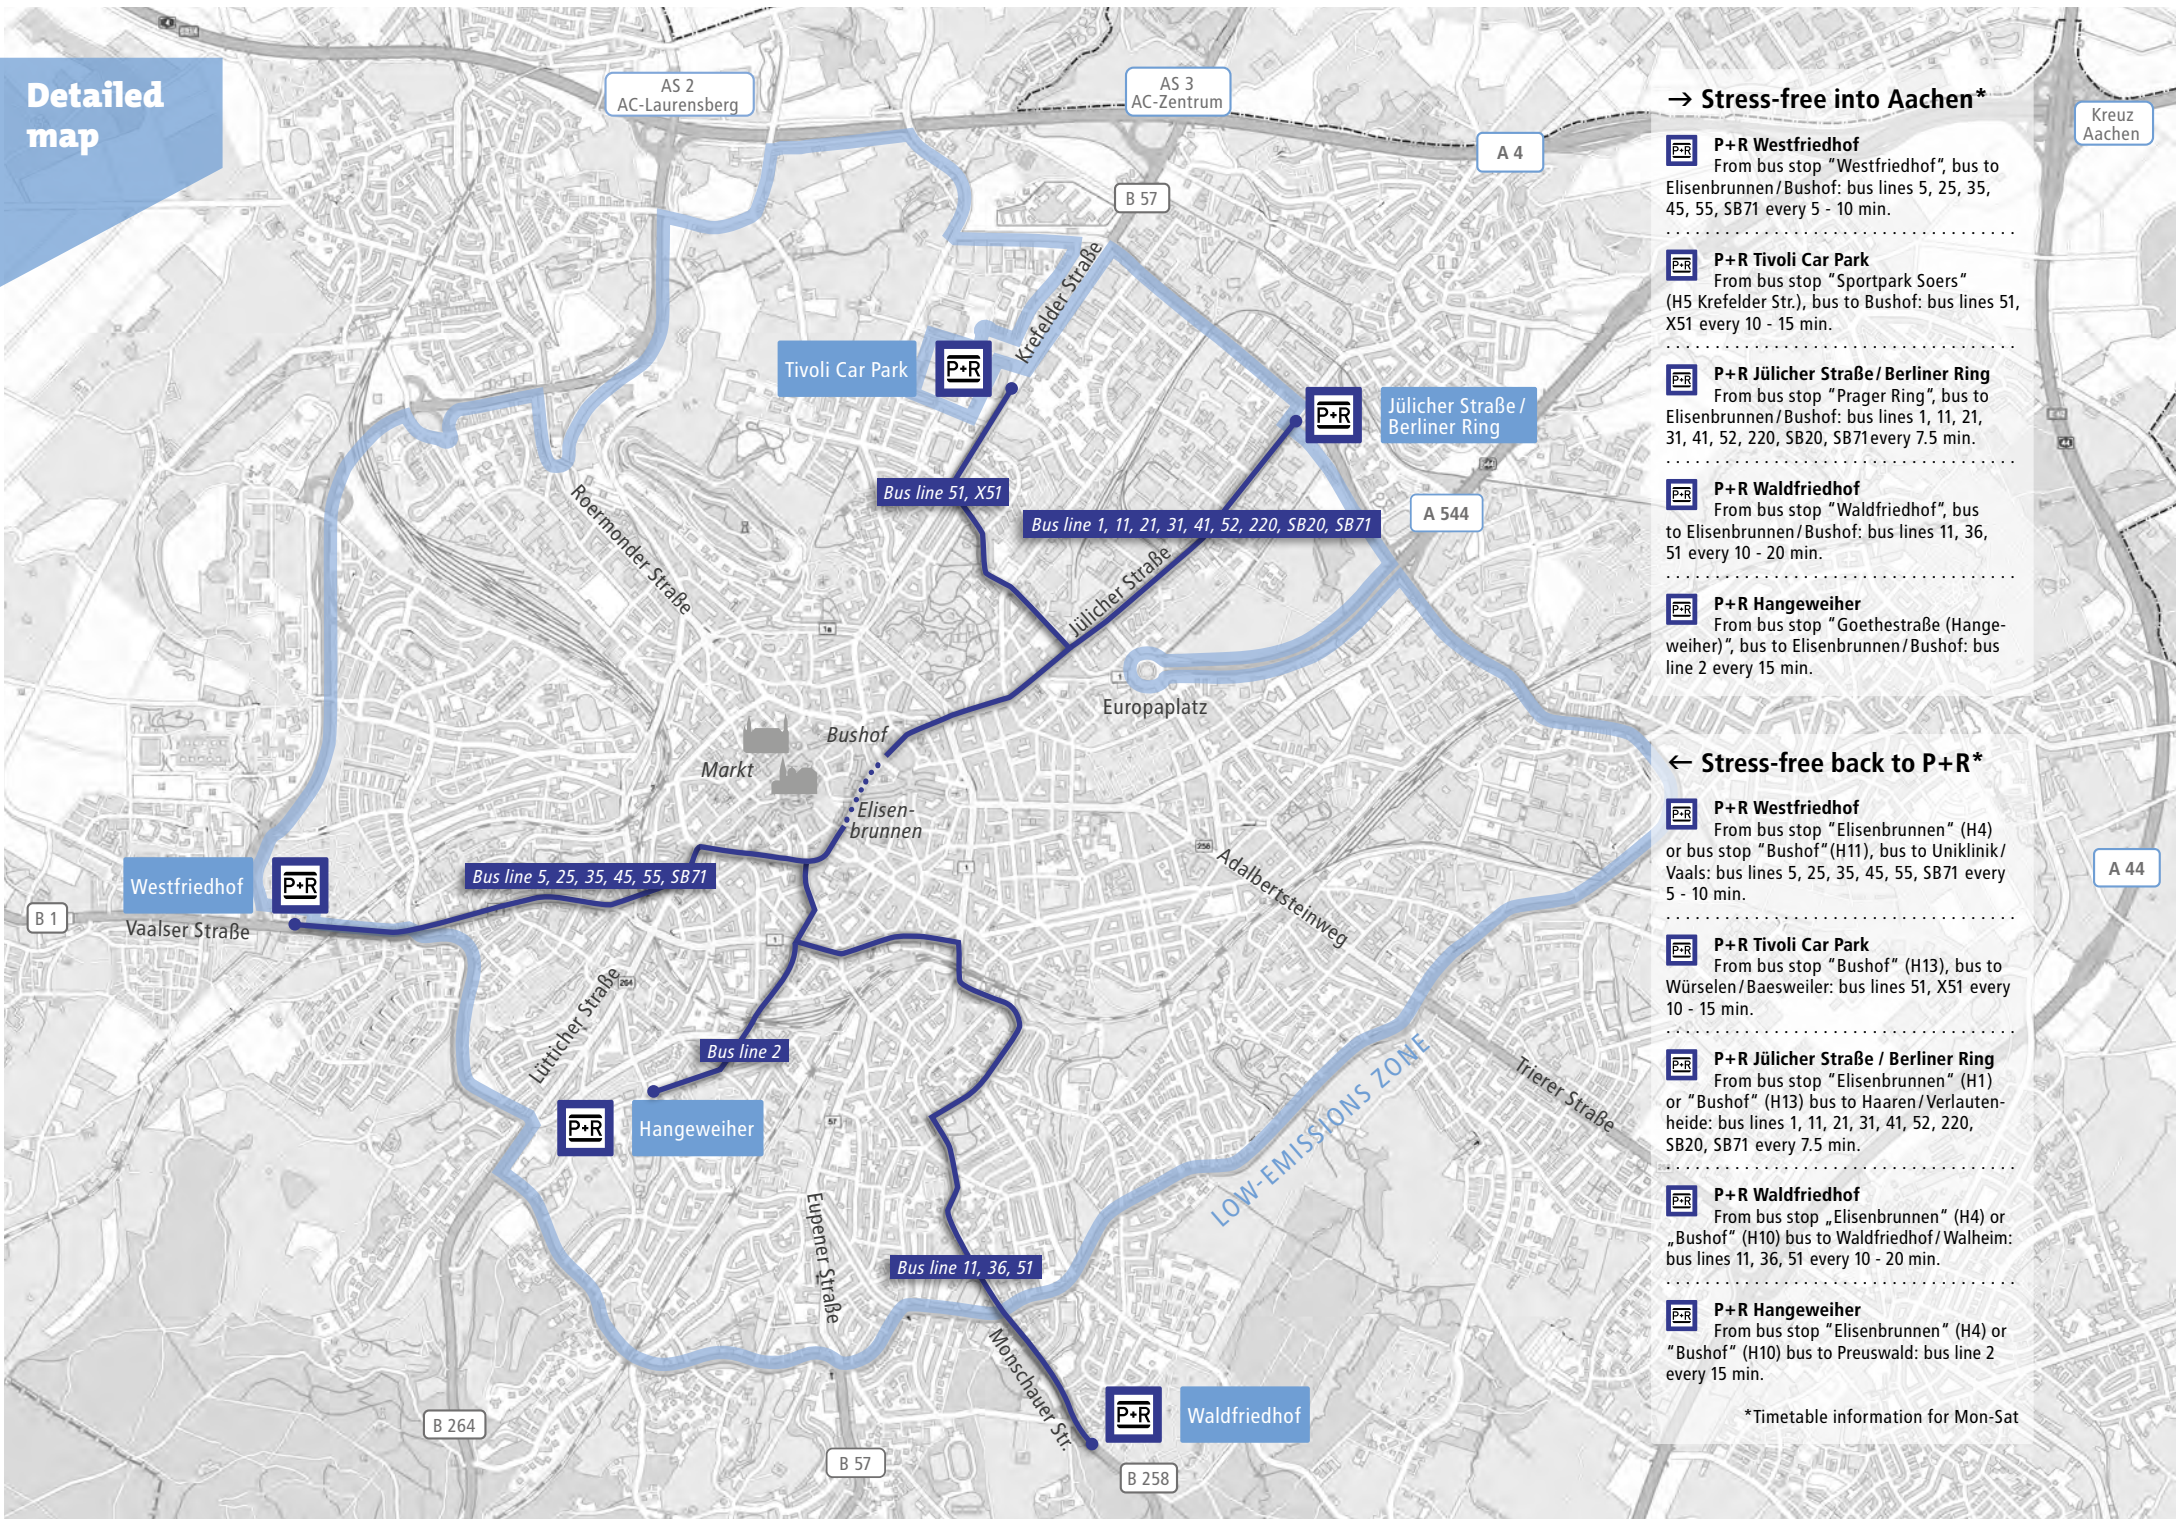 Detailed
map
AS 2
AC-Laurensberg
AS 3
AC-Zentrum
A 4
Kreuz
Aachen
B 57
Krefelder Straße
Tivoli Car Park
P+R
P+R
Jülicher Straße /
Berliner Ring
Bus line 51, X51
Bus line 1, 11, 21, 31, 41, 52, 220, SB20, SB71
A 544
Roermonder Straße
Jülicher Straße
Europaplatz
Bushof
Markt
Elisen-
brunnen
Adalbertsteinweg
Westfriedhof
P+R
Bus line 5, 25, 35, 45, 55, SB71
B 1
Vaalser Straße
A 44
Lütticher Straße
Bus line 2
P+R
Hangeweiher
LOW-EMISSIONS ZONE
Trierer Straße
Eupener Straße
Bus line 11, 36, 51
Monschauer Str.
P+R
Waldfriedhof
B 264
B 57
B 258
→ Stress-free into Aachen*
P+R
P+R Westfriedhof
From bus stop "Westfriedhof", bus to
Elisenbrunnen/Bushof: bus lines 5, 25, 35,
45, 55, SB71 every 5 - 10 min.
P+R
P+R Tivoli Car Park
From bus stop "Sportpark Soers"
(H5 Krefelder Str.), bus to Bushof: bus lines 51,
X51 every 10 - 15 min.
P+R
P+R Jülicher Straße/Berliner Ring
From bus stop "Prager Ring", bus to
Elisenbrunnen/Bushof: bus lines 1, 11, 21,
31, 41, 52, 220, SB20, SB71every 7.5 min.
P+R
P+R Waldfriedhof
From bus stop "Waldfriedhof", bus
to Elisenbrunnen/Bushof: bus lines 11, 36,
51 every 10 - 20 min.
P+R
P+R Hangeweiher
From bus stop "Goethestraße (Hange-
weiher)", bus to Elisenbrunnen/Bushof: bus
line 2 every 15 min.
← Stress-free back to P+R*
P+R
P+R Westfriedhof
From bus stop "Elisenbrunnen" (H4)
or bus stop "Bushof"(H11), bus to Uniklinik/
Vaals: bus lines 5, 25, 35, 45, 55, SB71 every
5 - 10 min.
P+R
P+R Tivoli Car Park
From bus stop "Bushof" (H13), bus to
Würselen/Baesweiler: bus lines 51, X51 every
10 - 15 min.
P+R
P+R Jülicher Straße / Berliner Ring
From bus stop "Elisenbrunnen" (H1)
or "Bushof" (H13) bus to Haaren/Verlauten-
heide: bus lines 1, 11, 21, 31, 41, 52, 220,
SB20, SB71 every 7.5 min.
P+R
P+R Waldfriedhof
From bus stop „Elisenbrunnen" (H4) or
„Bushof" (H10) bus to Waldfriedhof/Walheim:
bus lines 11, 36, 51 every 10 - 20 min.
P+R
P+R Hangeweiher
From bus stop "Elisenbrunnen" (H4) or
"Bushof" (H10) bus to Preuswald: bus line 2
every 15 min.
*Timetable information for Mon-Sat